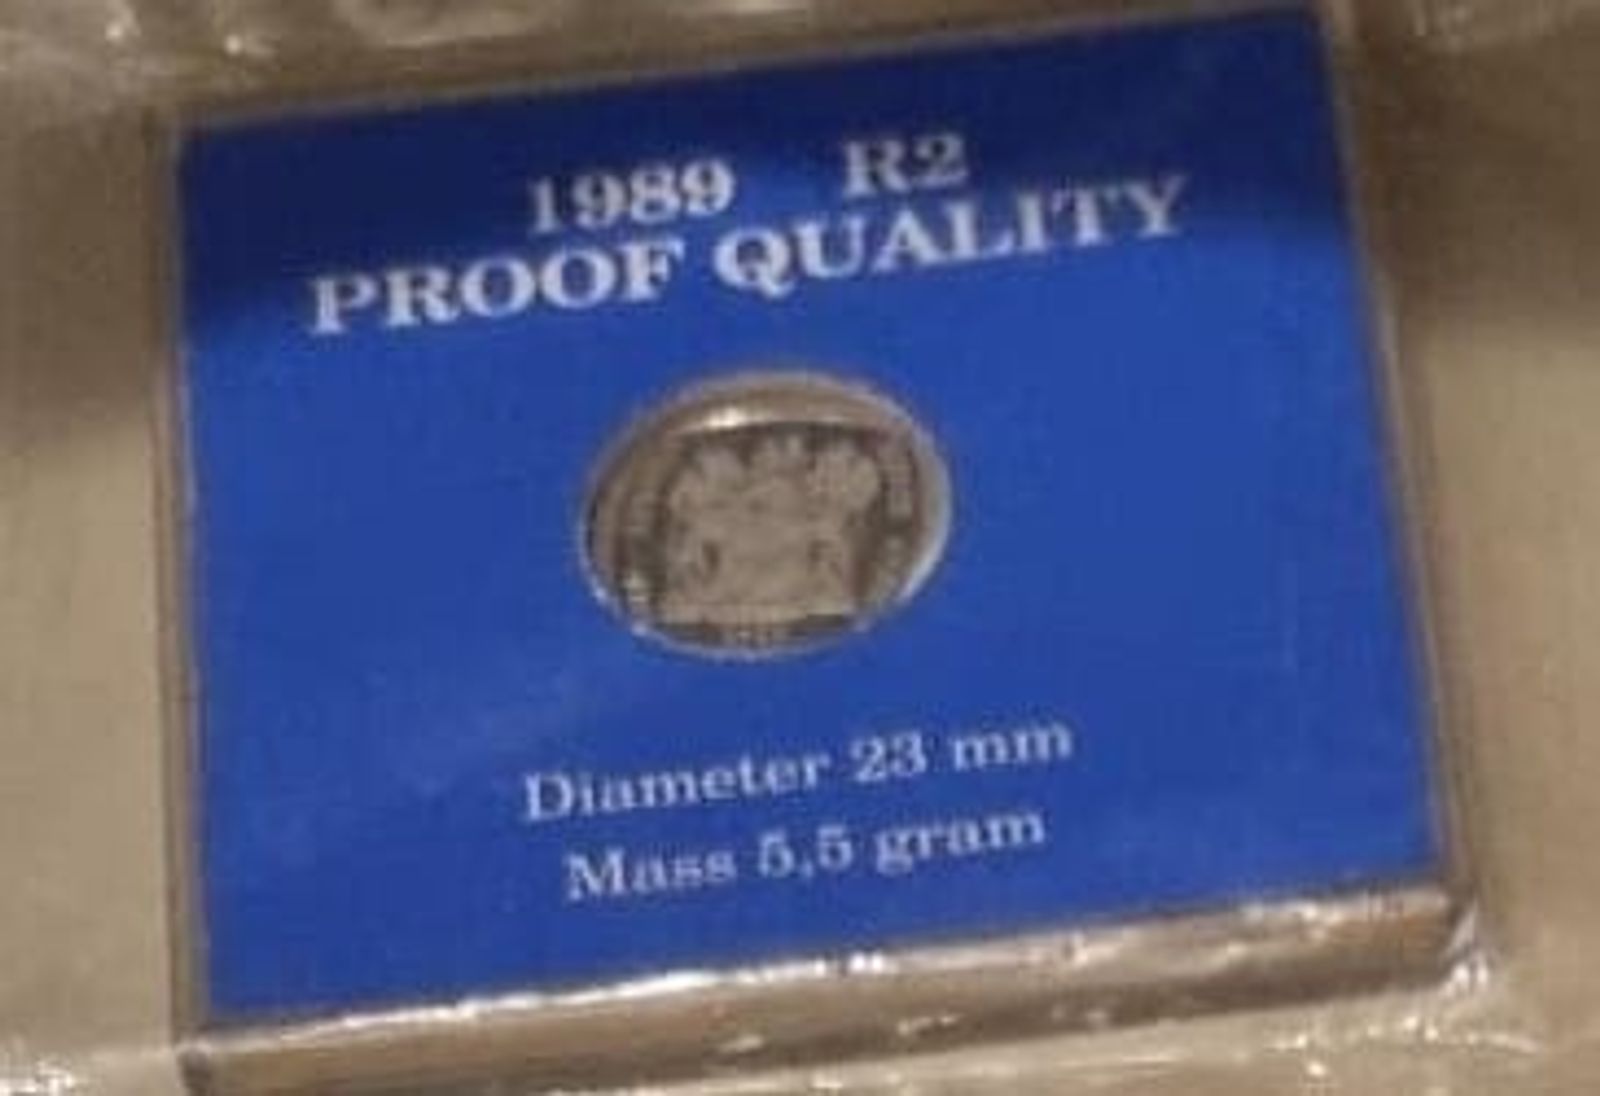 1989 R2
PROOF QUALITY
Diameter 23 mm
Mass 5,5 gram